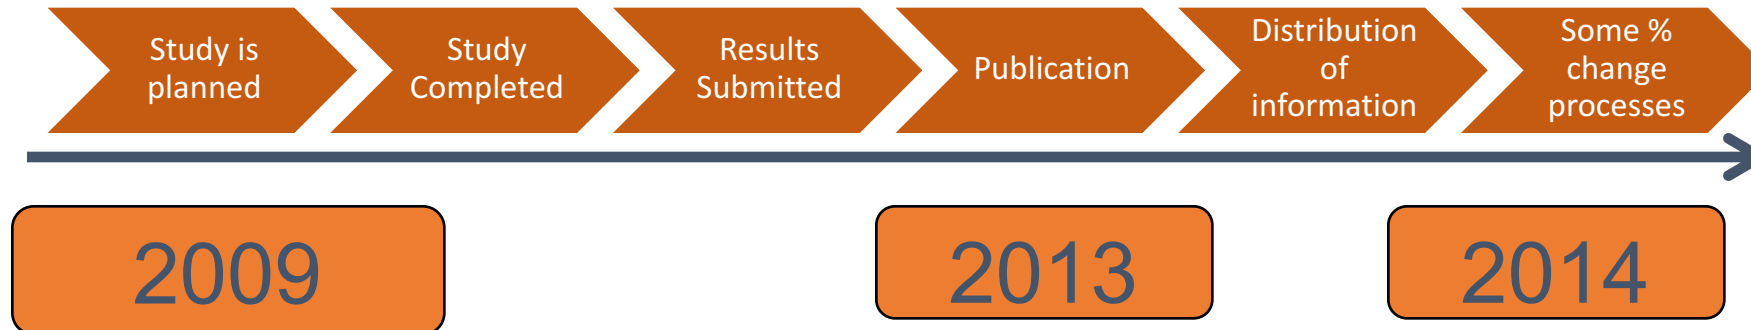 Study is
planned
Study
Completed
Results
Submitted
Publication
Distribution
of
information
Some %
change
processes
2009
2013
2014